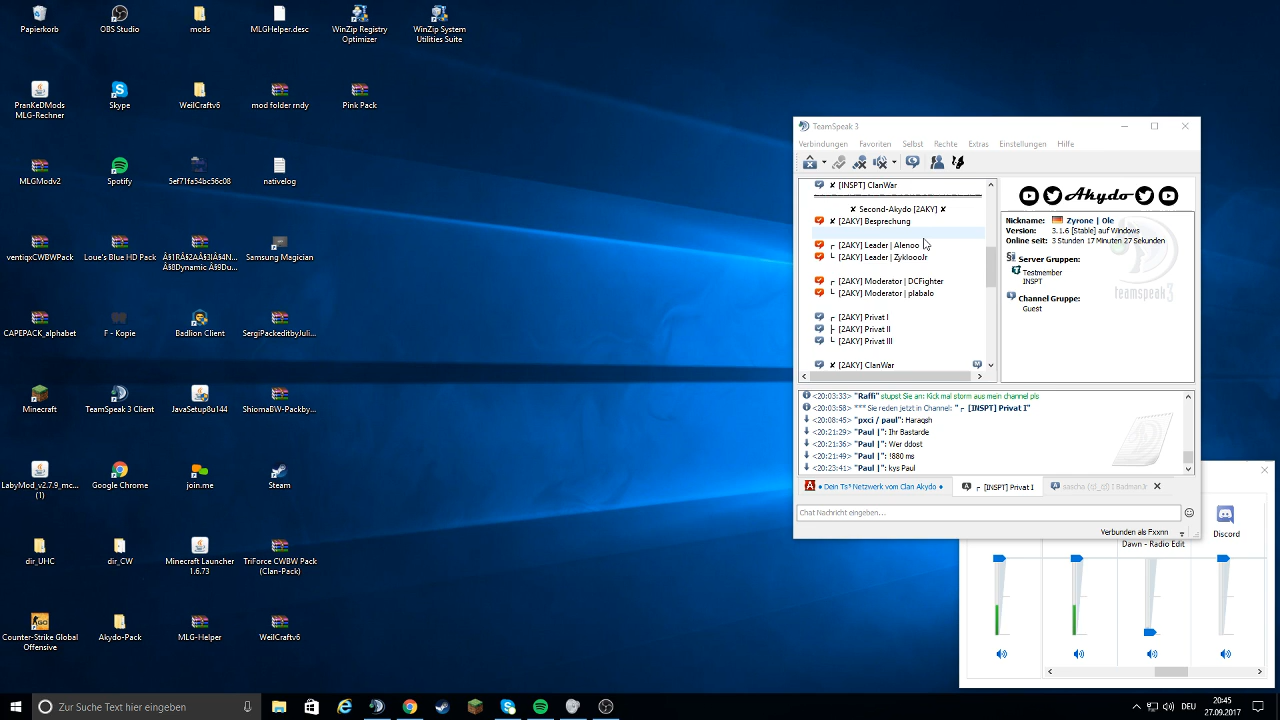 Papierkorb
OBS Studio
mods
MLGHelper.desc
WinZip Registry
Optimizer
WinZip System
Utilities Suite
PranKeDMods
MLG-Rechner
Skype
WeilCraftv6
mod folder rndy
Pink Pack
MLGModv2
Spotify
5ef71fa54bc56c08
nativelog
ventiqxCWBWPack
Loue's Blue HD Pack
Samsung Magician
CAPEPACK_alphabet
F - Kopie
Badlion Client
SergiPackeditbyJuli...
Minecraft
TeamSpeak 3 Client
JavaSetup8u144
ShiomaBW-Packby...
LabyMod_v2.7.9_mc...
(1)
Google Chrome
join.me
Steam
dir_UHC
dir_CW
Minecraft Launcher
1.6.73
TriForce CWBW Pack
(Clan-Pack)
Counter-Strike Global
Offensive
Akydo-Pack
MLG-Helper
WeilCraftv6
TeamSpeak 3
Verbindungen Favoriten Selbst Rechte Extras Einstellungen Hilfe
✘ [INSPT] ClanWar
✘ Second-Akydo [2AKY] ✘
✘ [2AKY] Besprechung
┌ [2AKY] Leader | Alenoo
└ [2AKY] Leader | ZykloooJr
┌ [2AKY] Moderator | DCFighter
└ [2AKY] Moderator | plabalo
┌ [2AKY] Privat I
├ [2AKY] Privat II
└ [2AKY] Privat III
✘ [2AKY] ClanWar
Akydo
Nickname: Zyrone | Ole
Version: 3.1.6 [Stable] auf Windows
Online seit: 3 Stunden 17 Minuten 27 Sekunden
Server Gruppen:
Testmember
INSPT
Channel Gruppe:
Guest
teamspeak3
<20:03:33> "Raffi" stupst Sie an: Kick mal storm aus mein channel pls
<20:03:58> *** Sie reden jetzt in Channel: "┌ [INSPT] Privat I"
<20:08:45> "pxci / paul": Haraqsh
<20:21:29> "Paul |": Ihr Bastarde
<20:21:36> "Paul |": Wer ddost
<20:21:49> "Paul |": !880 ms
<20:23:41> "Paul |": kys Paul
● Dein Ts³ Netzwerk vom Clan Akydo ●
┌ [INSPT] Privat I
Chat Nachricht eingeben...
Verbunden als Fxxnn
Discord
Dawn - Radio Edit
Zur Suche Text hier eingeben
DEU
20:45
27.09.2017